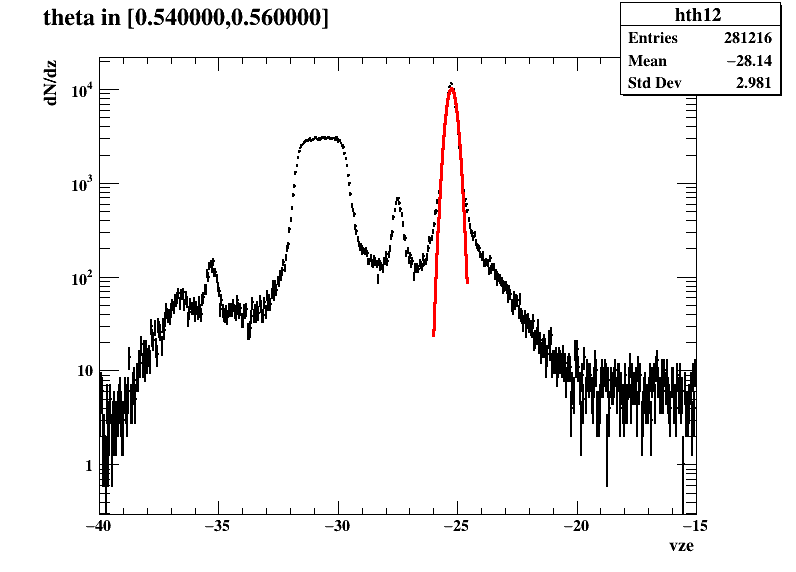 theta in [0.540000,0.560000]
hth12
Entries 281216
Mean −28.14
Std Dev 2.981
dN/dz
10^4
10^3
10^2
10
1
−40 −35 −30 −25 −20 −15
vze